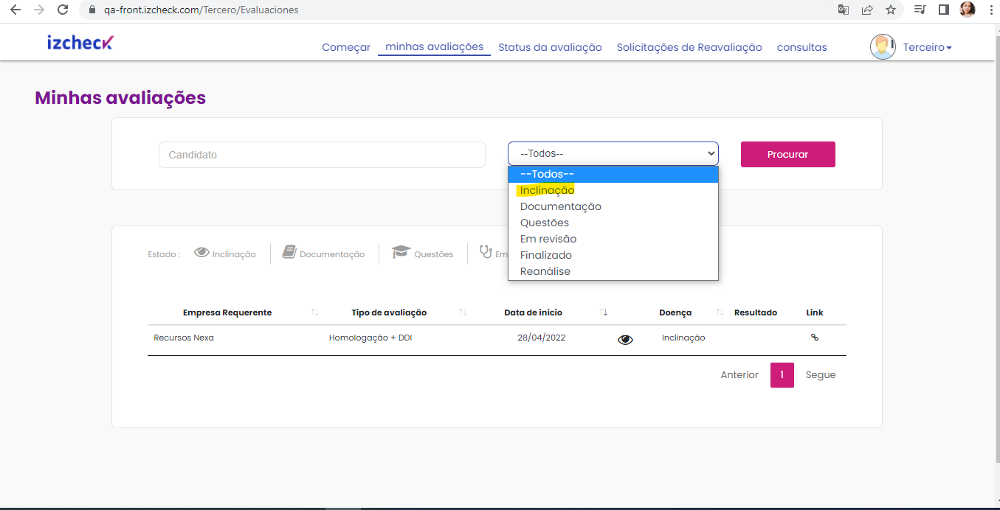 qa-front.izcheck.com/Tercero/Evaluaciones
izcheck
Começar minhas avaliações Status da avaliação Solicitações de Reavaliação consultas Terceiro
Minhas avaliações
Candidato --Todos-- Procurar
--Todos--
Inclinação
Documentação
Questões
Em revisão
Finalizado
Reanálise
Estado : Inclinação Documentação Questões Em
Empresa Requerente Tipo de avaliação Data de início Doença Resultado Link
Recursos Nexa Homologação + DDI 28/04/2022 Inclinação
Anterior 1 Segue